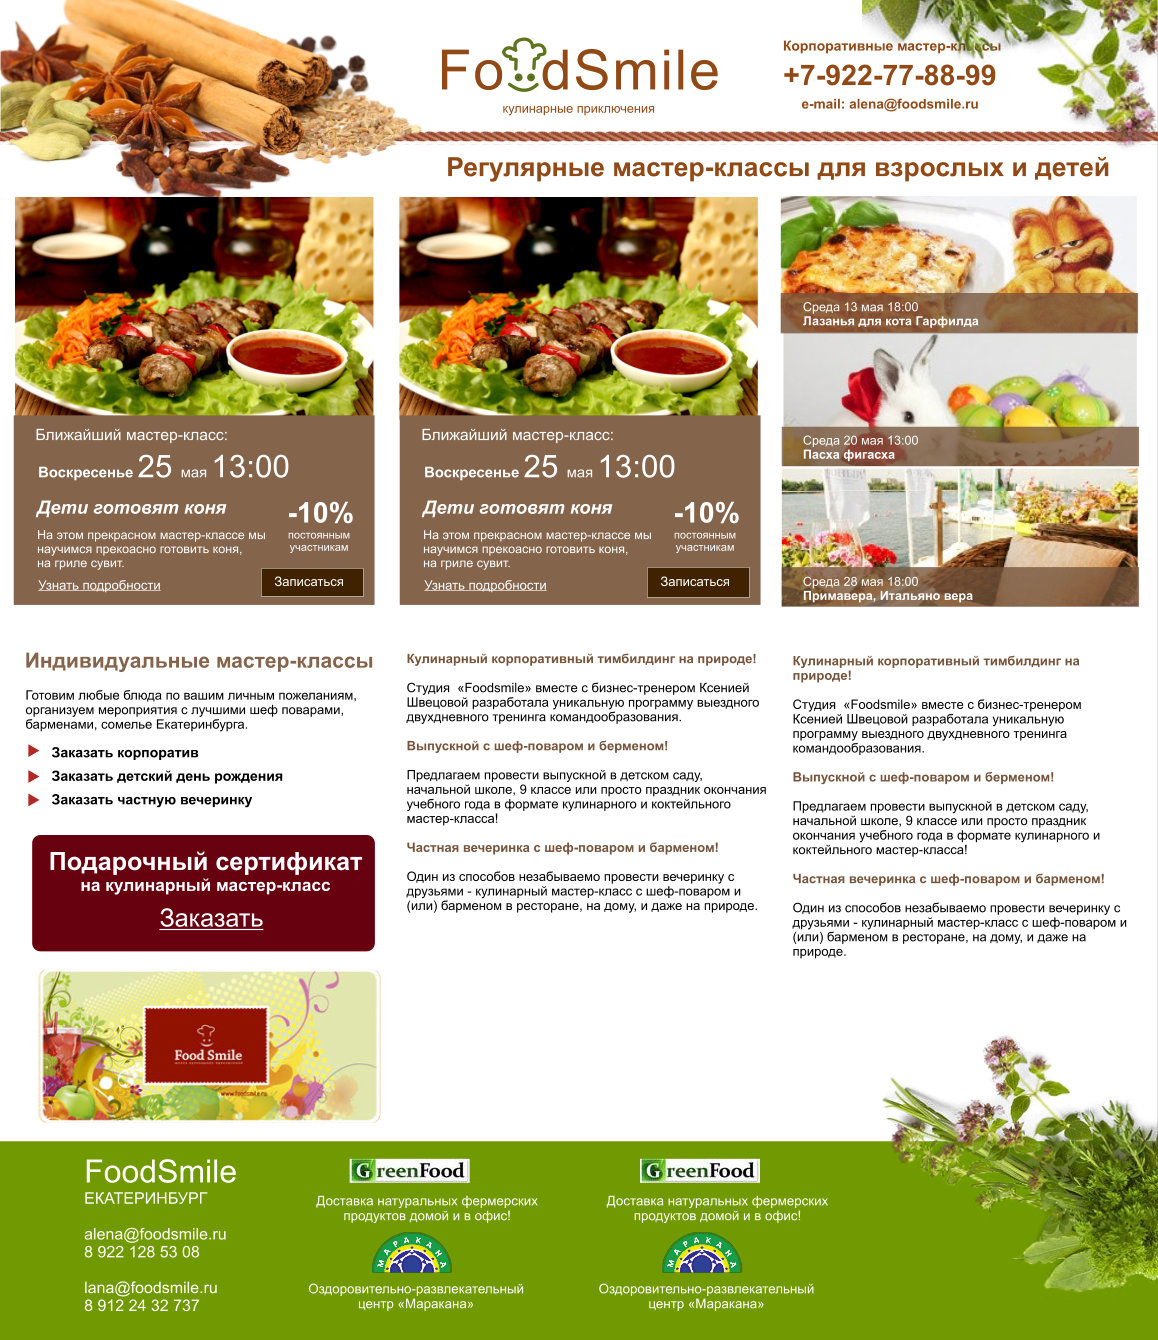 FoodSmile
кулинарные приключения
Корпоративные мастер-классы
+7-922-77-88-99
e-mail: alena@foodsmile.ru
Регулярные мастер-классы для взрослых и детей
Ближайший мастер-класс:
Воскресенье 25 мая 13:00
Дети готовят коня
-10%
постоянным
участникам
На этом прекрасном мастер-классе мы
научимся прекоасно готовить коня,
на гриле сувит.
Узнать подробности
Записаться
Ближайший мастер-класс:
Воскресенье 25 мая 13:00
Дети готовят коня
-10%
постоянным
участникам
На этом прекрасном мастер-классе мы
научимся прекоасно готовить коня,
на гриле сувит.
Узнать подробности
Записаться
Среда 13 мая 18:00
Лазанья для кота Гарфилда
Среда 20 мая 13:00
Пасха фигасха
Среда 28 мая 18:00
Примавера, Итальяно вера
Индивидуальные мастер-классы
Готовим любые блюда по вашим личным пожеланиям,
организуем мероприятия с лучшими шеф поварами,
барменами, сомелье Екатеринбурга.
Заказать корпоратив
Заказать детский день рождения
Заказать частную вечеринку
Подарочный сертификат
на кулинарный мастер-класс
Заказать
Food Smile
www.foodsmile.ru
Кулинарный корпоративный тимбилдинг на природе!
Студия «Foodsmile» вместе с бизнес-тренером Ксенией
Швецовой разработала уникальную программу выездного
двухдневного тренинга командообразования.
Выпускной с шеф-поваром и берменом!
Предлагаем провести выпускной в детском саду,
начальной школе, 9 классе или просто праздник окончания
учебного года в формате кулинарного и коктейльного
мастер-класса!
Частная вечеринка с шеф-поваром и барменом!
Один из способов незабываемо провести вечеринку с
друзьями - кулинарный мастер-класс с шеф-поваром и
(или) барменом в ресторане, на дому, и даже на природе.
Кулинарный корпоративный тимбилдинг на
природе!
Студия «Foodsmile» вместе с бизнес-тренером
Ксенией Швецовой разработала уникальную
программу выездного двухдневного тренинга
командообразования.
Выпускной с шеф-поваром и берменом!
Предлагаем провести выпускной в детском саду,
начальной школе, 9 классе или просто праздник
окончания учебного года в формате кулинарного и
коктейльного мастер-класса!
Частная вечеринка с шеф-поваром и барменом!
Один из способов незабываемо провести вечеринку с
друзьями - кулинарный мастер-класс с шеф-поваром и
(или) барменом в ресторане, на дому, и даже на
природе.
FoodSmile
ЕКАТЕРИНБУРГ
alena@foodsmile.ru
8 922 128 53 08
lana@foodsmile.ru
8 912 24 32 737
GreenFood
Доставка натуральных фермерских
продуктов домой и в офис!
МАРАКАНА
Оздоровительно-развлекательный
центр «Маракана»
GreenFood
Доставка натуральных фермерских
продуктов домой и в офис!
МАРАКАНА
Оздоровительно-развлекательный
центр «Маракана»